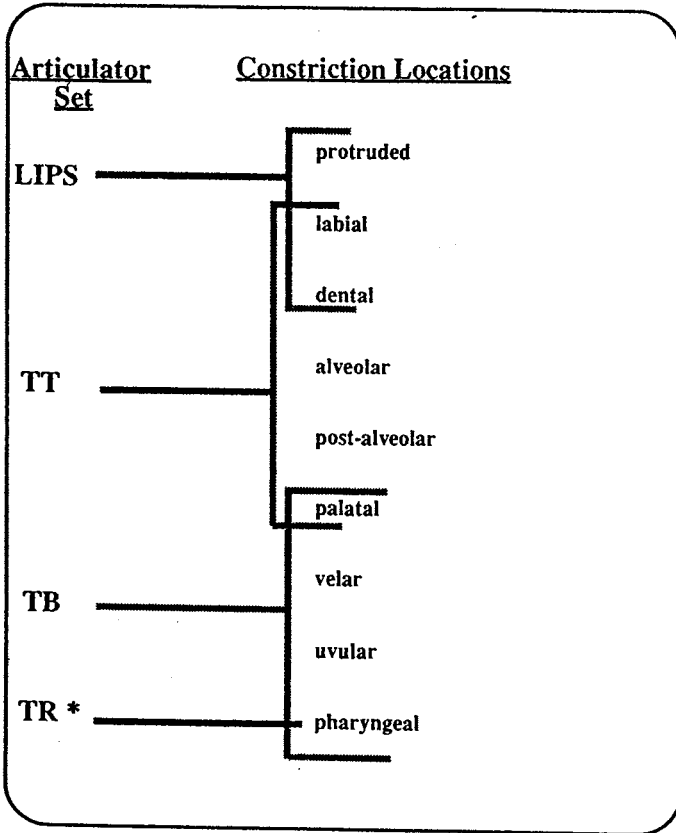 Articulator Set
Constriction Locations
LIPS
protruded
labial
dental
TT
alveolar
post-alveolar
palatal
TB
velar
uvular
TR *
pharyngeal